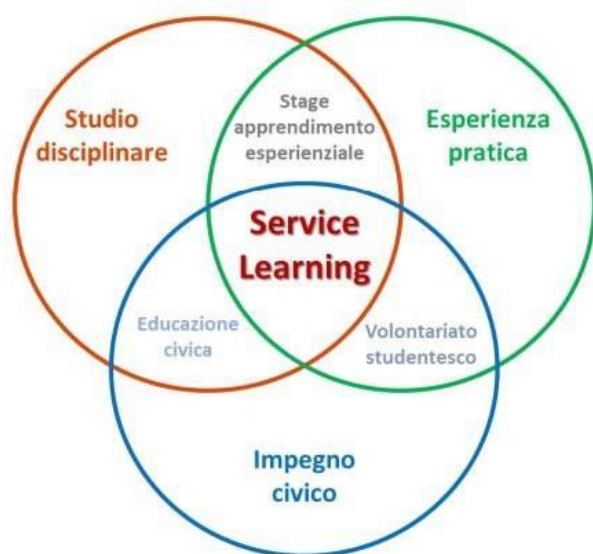 Studio
disciplinare
Stage
apprendimento
esperienziale
Esperienza
pratica
Service
Learning
Educazione
civica
Volontariato
studentesco
Impegno
civico